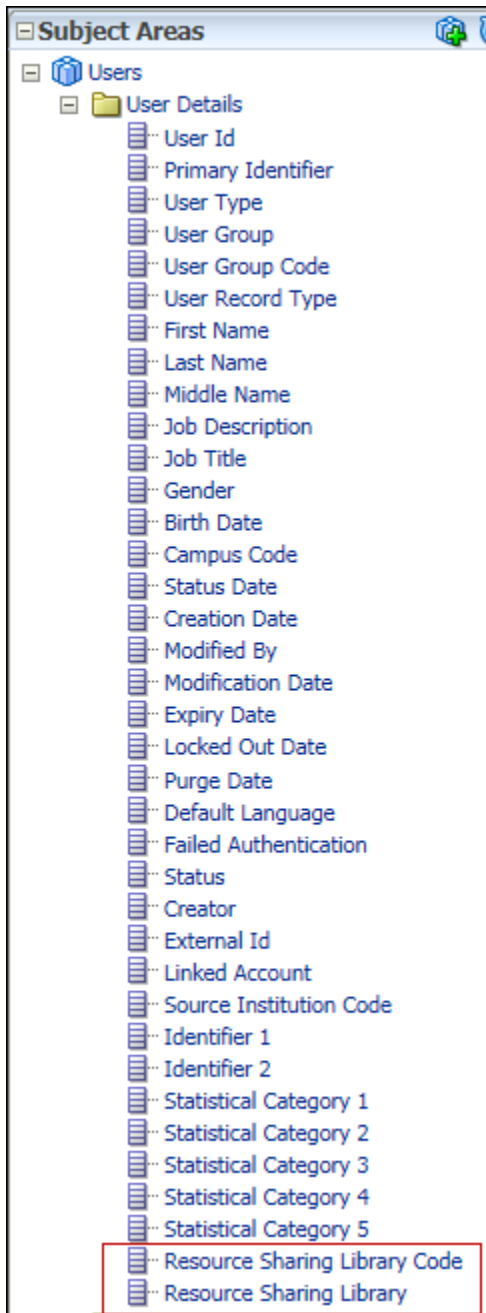 Subject Areas
Users
User Details
User Id
Primary Identifier
User Type
User Group
User Group Code
User Record Type
First Name
Last Name
Middle Name
Job Description
Job Title
Gender
Birth Date
Campus Code
Status Date
Creation Date
Modified By
Modification Date
Expiry Date
Locked Out Date
Purge Date
Default Language
Failed Authentication
Status
Creator
External Id
Linked Account
Source Institution Code
Identifier 1
Identifier 2
Statistical Category 1
Statistical Category 2
Statistical Category 3
Statistical Category 4
Statistical Category 5
Resource Sharing Library Code
Resource Sharing Library